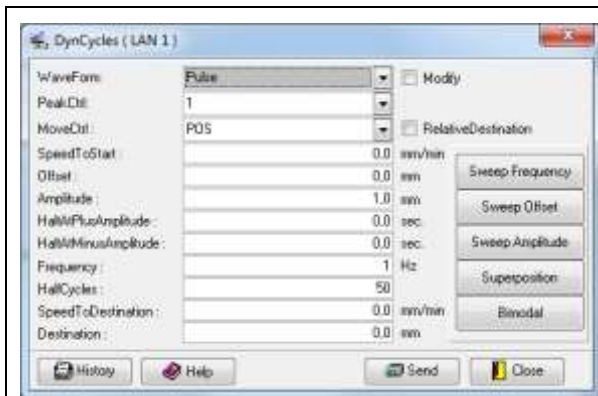 DynCycles ( LAN 1 )
WaveForm: Pulse Modify
PeakCtrl: 1
MoveCtrl: POS RelativeDestination
SpeedToStart : 0.0 mm/min
Offset : 0.0 mm
Sweep Frequency
Amplitude : 1.0 mm
Sweep Offset
HaltAtPlusAmplitude : 0.0 sec.
HaltAtMinusAmplitude : 0.0 sec.
Sweep Amplitude
Frequency : 1 Hz
Superposition
HalfCycles : 50
SpeedToDestination : 0.0 mm/min
Bimodal
Destination : 0.0 mm
History Help Send Close